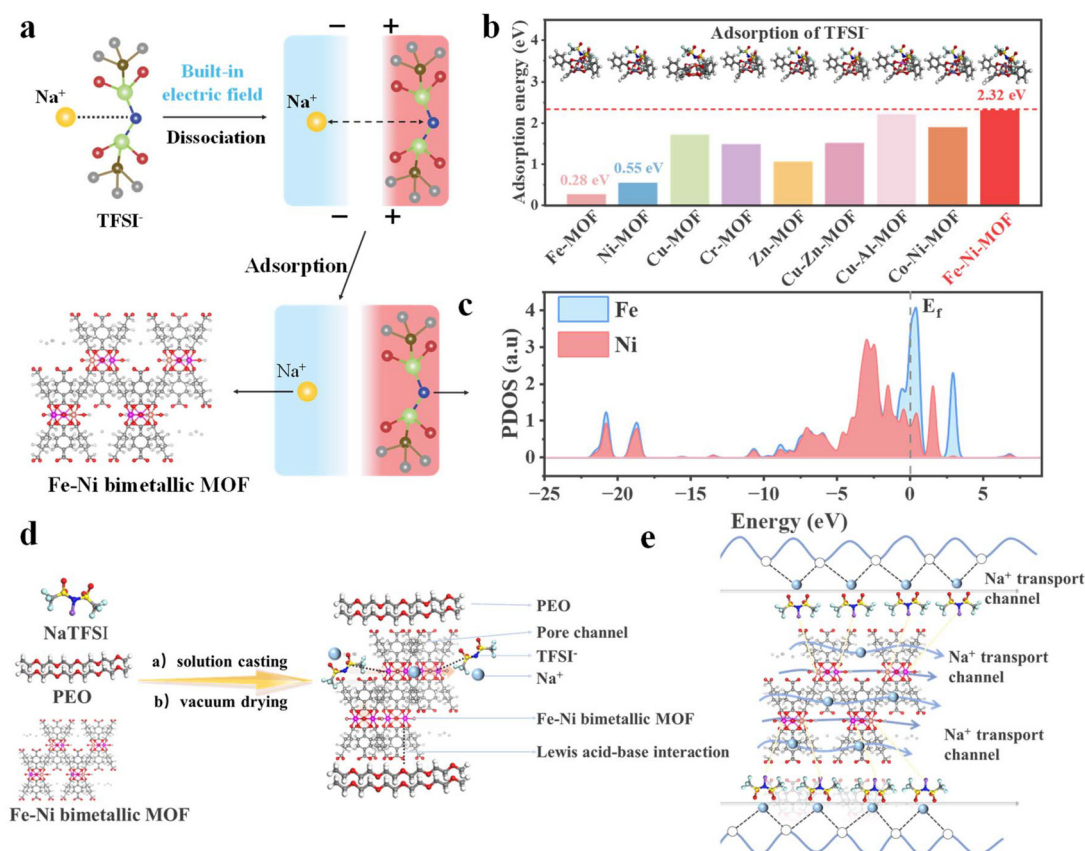 a
Na⁺
TFSI⁻
Built-in
electric field
Dissociation
− +
Na⁺
− +
Adsorption
Na⁺
Fe-Ni bimetallic MOF
b
Adsorption of TFSI⁻
Adsorption energy (eV)
4
3
2
1
0
0.28 eV
0.55 eV
2.32 eV
Fe-MOF
Ni-MOF
Cu-MOF
Cr-MOF
Zn-MOF
Cu-Zn-MOF
Cu-Al-MOF
Co-Ni-MOF
Fe-Ni-MOF
c
Fe
Ni
E_f
PDOS (a.u)
4
3
2
1
0
−25 −20 −15 −10 −5 0 5
Energy (eV)
d
NaTFSI
PEO
Fe-Ni bimetallic MOF
a) solution casting
b) vacuum drying
PEO
Pore channel
TFSI⁻
Na⁺
Fe-Ni bimetallic MOF
Lewis acid-base interaction
e
Na⁺ transport
channel
Na⁺ transport
channel
Na⁺ transport
channel